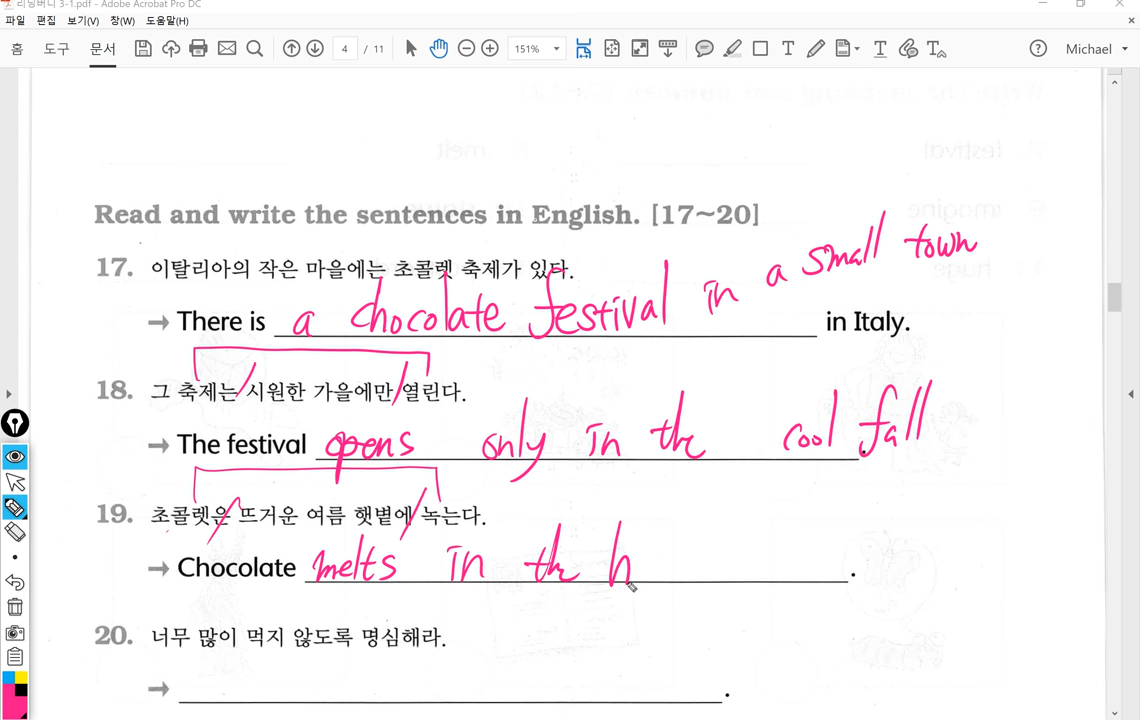 리딩버디 3-1.pdf - Adobe Acrobat Pro DC
파일 편집 보기(V) 창(W) 도움말(H)
홈 도구 문서 4 / 11 151% Michael
festival melt
imagine
huge
Read and write the sentences in English. [17~20]
17. 이탈리아의 작은 마을에는 초콜렛 축제가 있다.
There is a chocolate festival in a small town in Italy.
18. 그 축제는 시원한 가을에만 열린다.
The festival opens only in the cool fall.
19. 초콜렛은 뜨거운 여름 햇볕에 녹는다.
Chocolate melts in the h .
20. 너무 많이 먹지 않도록 명심해라.
.